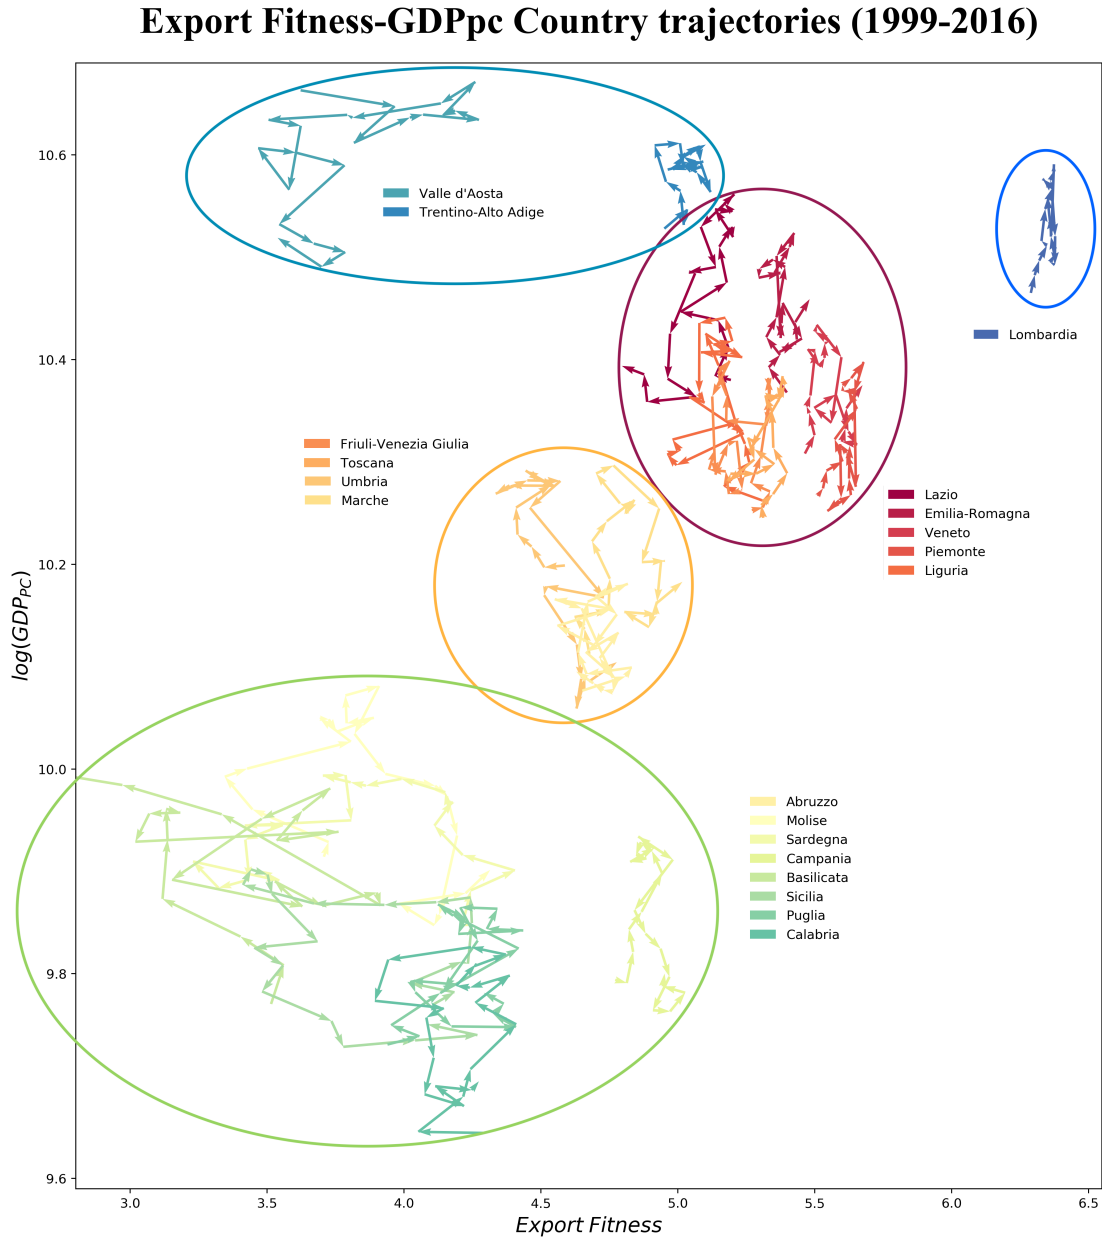 Export Fitness-GDPpc Country trajectories (1999-2016)
10.6
10.4
10.2
10.0
9.8
9.6
log(GDP_PC)
Valle d'Aosta
Trentino-Alto Adige
Lombardia
Friuli-Venezia Giulia
Toscana
Umbria
Marche
Lazio
Emilia-Romagna
Veneto
Piemonte
Liguria
Abruzzo
Molise
Sardegna
Campania
Basilicata
Sicilia
Puglia
Calabria
3.0 3.5 4.0 4.5 5.0 5.5 6.0 6.5
Export Fitness